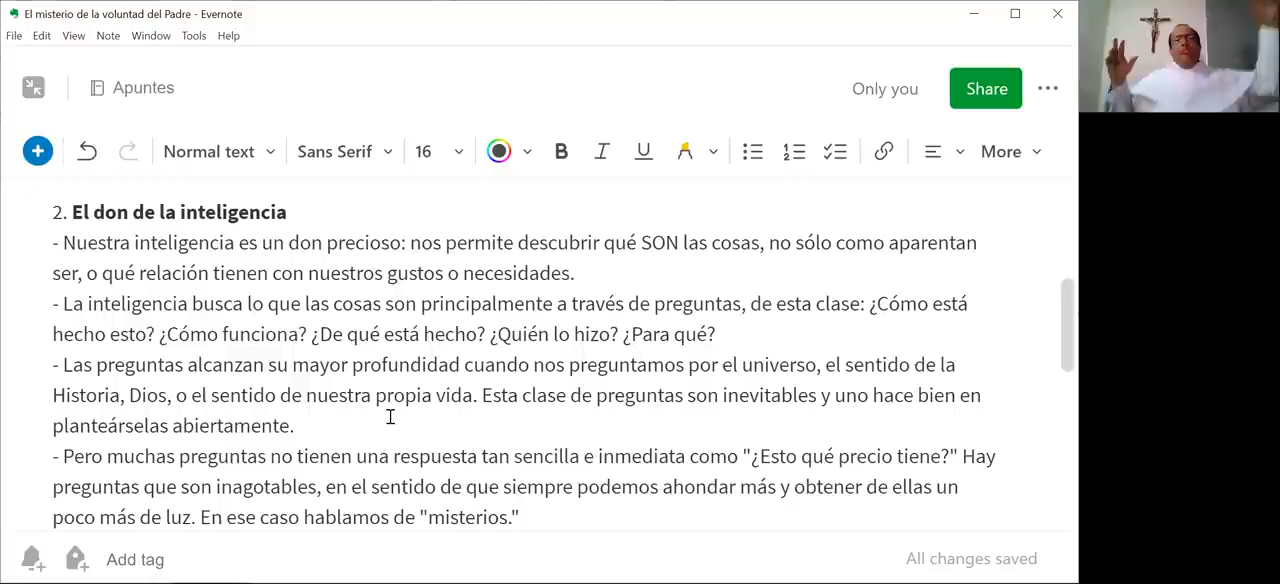 El misterio de la voluntad del Padre - Evernote
File Edit View Note Window Tools Help
Apuntes Only you Share
Normal text Sans Serif 16 B I U More
2. El don de la inteligencia
- Nuestra inteligencia es un don precioso: nos permite descubrir qué SON las cosas, no sólo como aparentan
ser, o qué relación tienen con nuestros gustos o necesidades.
- La inteligencia busca lo que las cosas son principalmente a través de preguntas, de esta clase: ¿Cómo está
hecho esto? ¿Cómo funciona? ¿De qué está hecho? ¿Quién lo hizo? ¿Para qué?
- Las preguntas alcanzan su mayor profundidad cuando nos preguntamos por el universo, el sentido de la
Historia, Dios, o el sentido de nuestra propia vida. Esta clase de preguntas son inevitables y uno hace bien en
planteárselas abiertamente.
- Pero muchas preguntas no tienen una respuesta tan sencilla e inmediata como "¿Esto qué precio tiene?" Hay
preguntas que son inagotables, en el sentido de que siempre podemos ahondar más y obtener de ellas un
poco más de luz. En ese caso hablamos de "misterios."
Add tag All changes saved